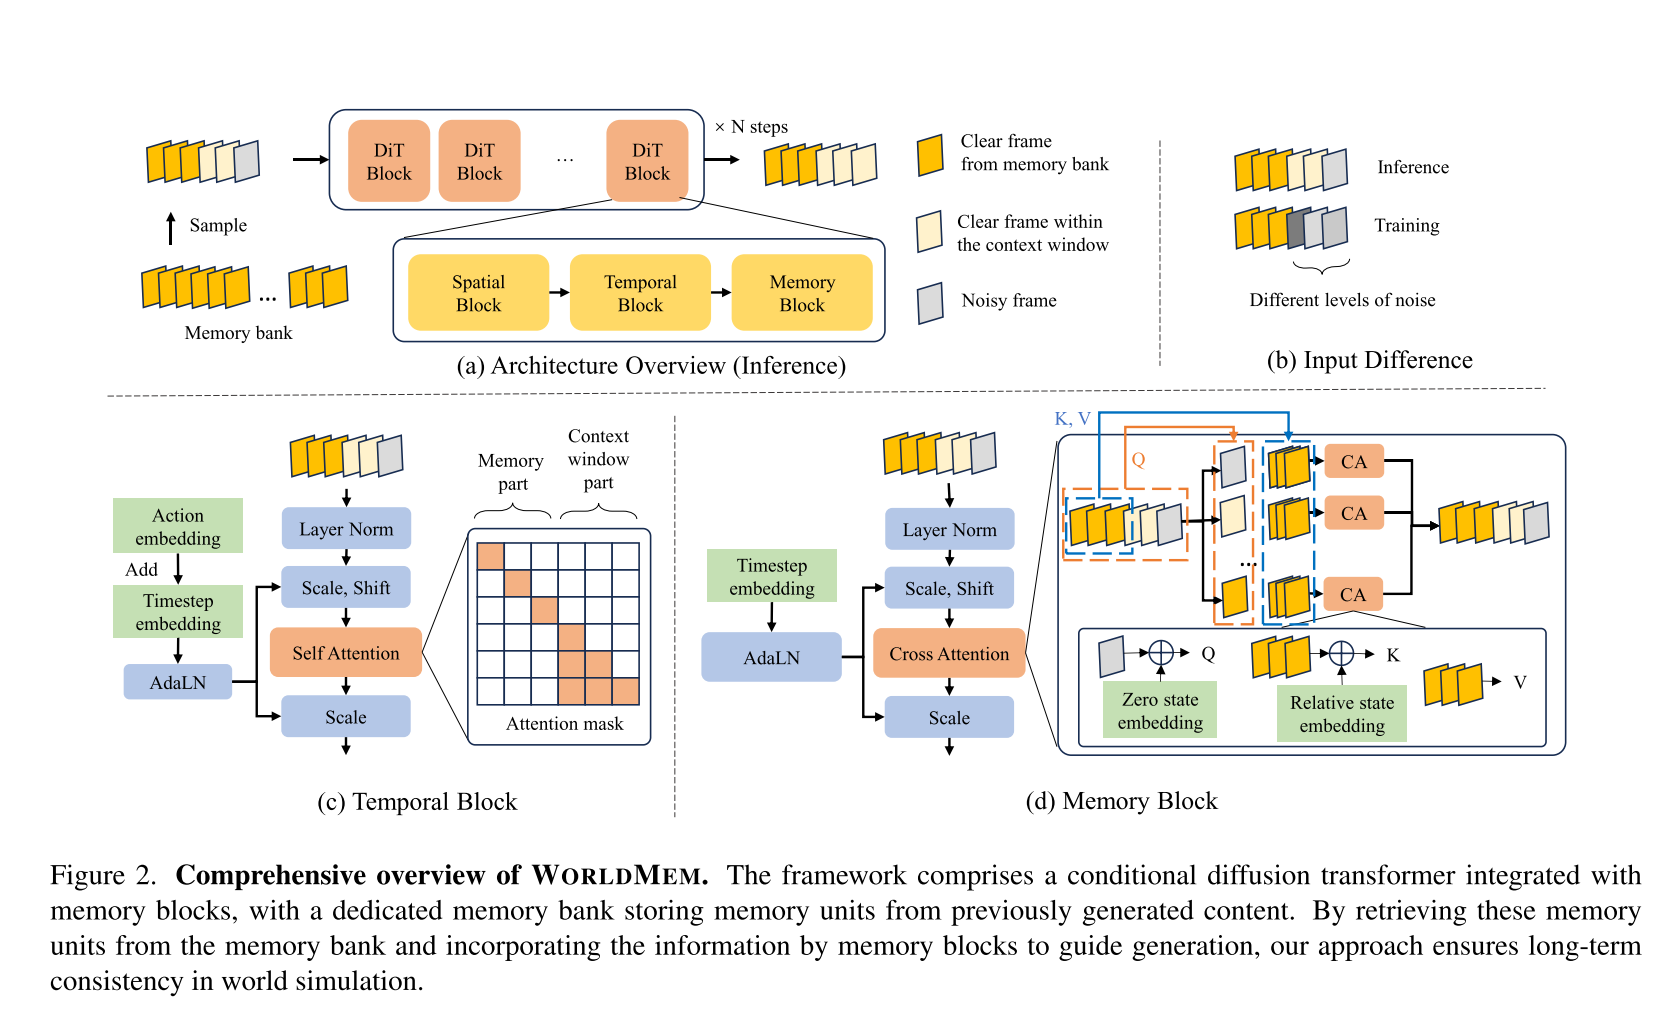 DiT
Block
DiT
Block
...
DiT
Block
× N steps
Sample
...
Memory bank
Spatial
Block
Temporal
Block
Memory
Block
Clear frame
from memory bank
Clear frame within
the context window
Noisy frame
(a) Architecture Overview (Inference)
Inference
Training
Different levels of noise
(b) Input Difference
Action
embedding
Add
Timestep
embedding
AdaLN
Layer Norm
Scale, Shift
Self Attention
Scale
Memory
part
Context
window
part
Attention mask
(c) Temporal Block
Timestep
embedding
AdaLN
Layer Norm
Scale, Shift
Cross Attention
Scale
K, V
Q
...
CA
CA
CA
Q
Zero state
embedding
K
Relative state
embedding
V
(d) Memory Block
Figure 2. Comprehensive overview of WORLDMEM. The framework comprises a conditional diffusion transformer integrated with
memory blocks, with a dedicated memory bank storing memory units from previously generated content. By retrieving these memory
units from the memory bank and incorporating the information by memory blocks to guide generation, our approach ensures long-term
consistency in world simulation.